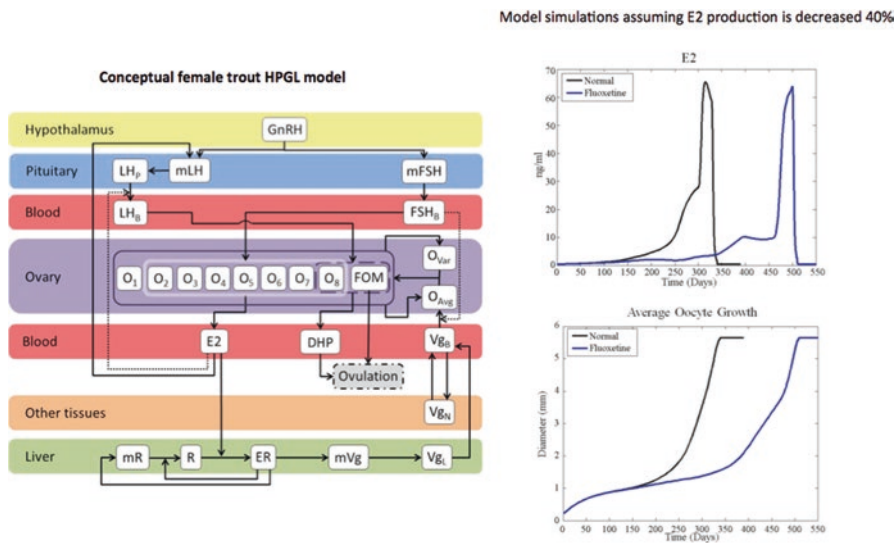 Model simulations assuming E2 production is decreased 40%
Conceptual female trout HPGL model
Hypothalamus
GnRH
Pituitary
LHP
mLH
mFSH
Blood
LHB
FSHB
Ovary
O1
O2
O3
O4
O5
O6
O7
O8
FOM
OVar
OAvg
Blood
E2
DHP
VgB
Ovulation
Other tissues
VgN
Liver
mR
R
ER
mVg
VgL
E2
Normal
Fluoxetine
ng/ml
70
60
50
40
30
20
10
0
0 50 100 150 200 250 300 350 400 450 500 550
Time (Days)
Average Oocyte Growth
Normal
Fluoxetine
Diameter (mm)
6
5
4
3
2
1
0
0 50 100 150 200 250 300 350 400 450 500 550
Time (Days)